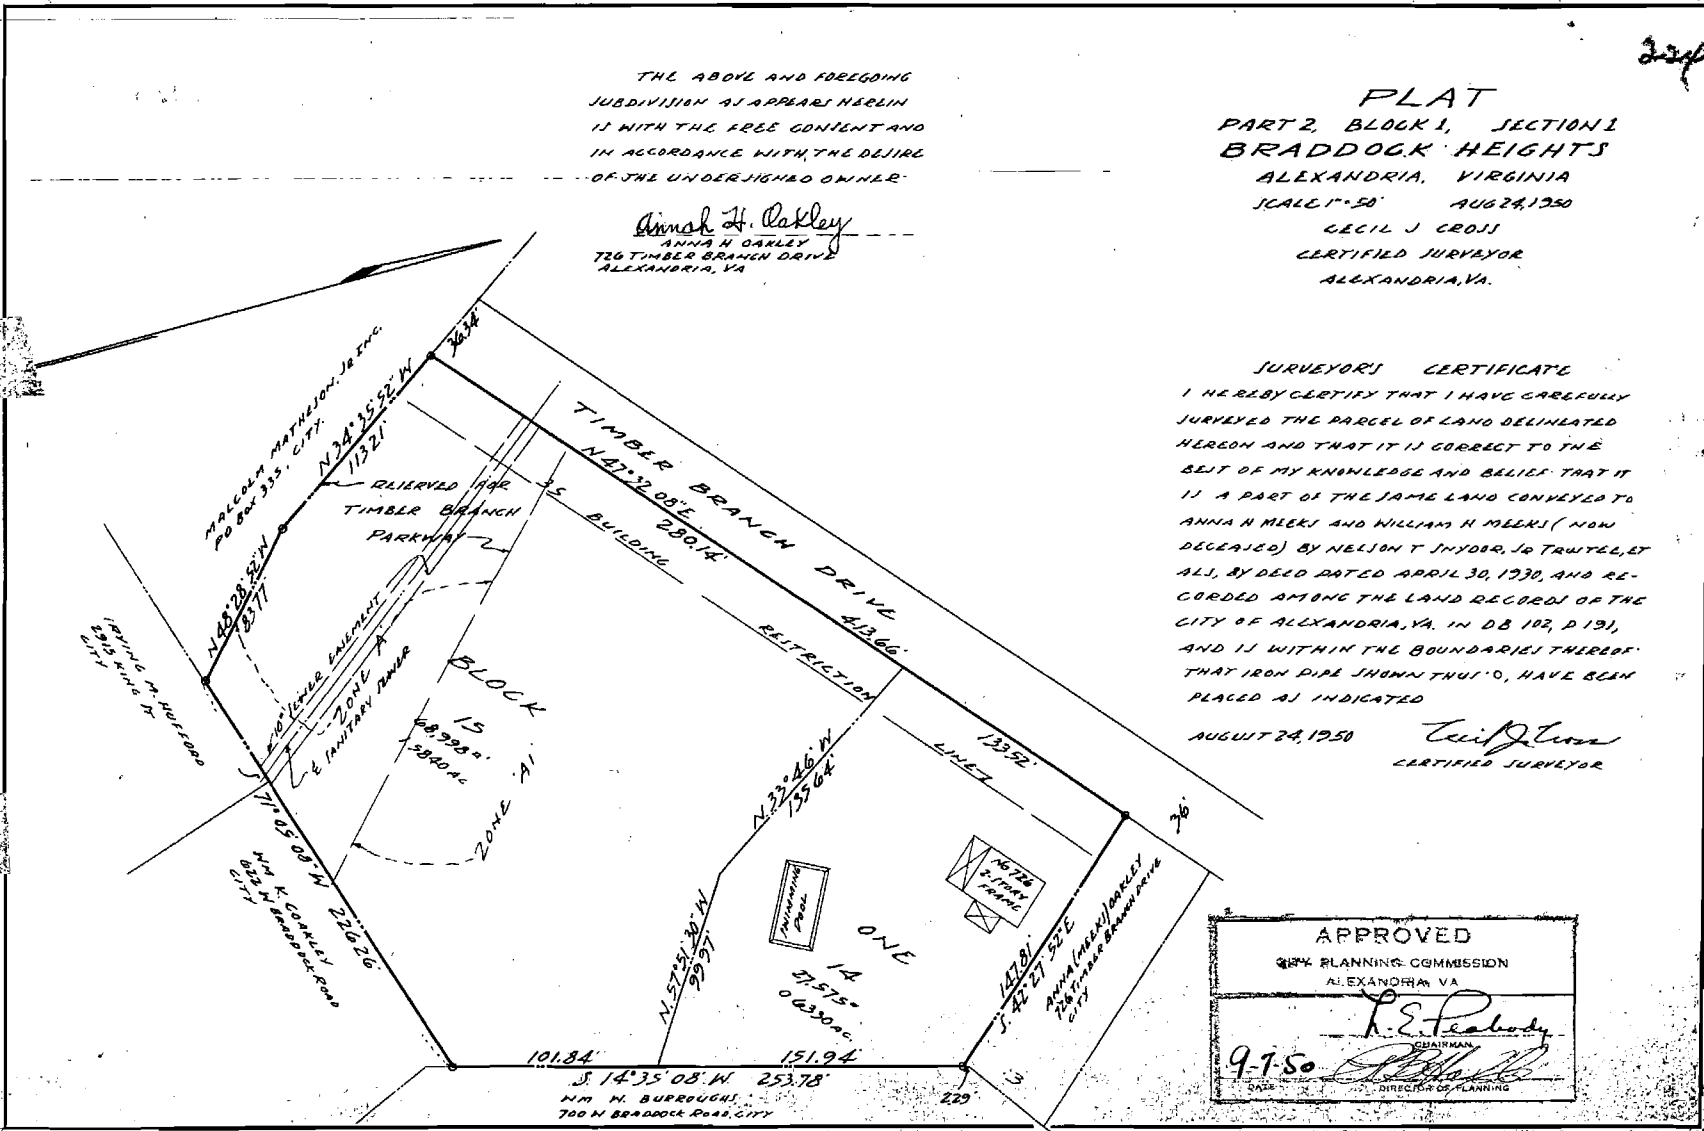 224
THE ABOVE AND FOREGOING
SUBDIVISION AS APPEARS HEREIN
IS WITH THE FREE CONSENT AND
IN ACCORDANCE WITH THE DESIRE
OF THE UNDERSIGNED OWNER
Annah H. Oakley
ANNA H OAKLEY
726 TIMBER BRANCH DRIVE
ALEXANDRIA, VA
PLAT
PART 2, BLOCK 1, SECTION 1
BRADDOCK HEIGHTS
ALEXANDRIA, VIRGINIA
SCALE 1"=50' AUG 24, 1950
CECIL J CROSS
CERTIFIED SURVEYOR
ALEXANDRIA, VA.
SURVEYOR'S CERTIFICATE
I HEREBY CERTIFY THAT I HAVE CAREFULLY
SURVEYED THE PARCEL OF LAND DELINEATED
HEREON AND THAT IT IS CORRECT TO THE
BEST OF MY KNOWLEDGE AND BELIEF THAT IT
IS A PART OF THE SAME LAND CONVEYED TO
ANNA H MEEKS AND WILLIAM H MEEKS (NOW
DECEASED) BY NELSON T SNYDOR, JR TRUSTEE, ET
ALS, BY DEED DATED APRIL 30, 1930, AND RE-
CORDED AMONG THE LAND RECORDS OF THE
CITY OF ALEXANDRIA, VA. IN DB 102, P 191,
AND IS WITHIN THE BOUNDARIES THEREOF
THAT IRON PIPE SHOWN THUS 'O, HAVE BEEN
PLACED AS INDICATED
AUGUST 24, 1950 Cecil J. Cross
CERTIFIED SURVEYOR
MALCOLM MATHESON, JR INC.
PO BOX 335, CITY.
N 34° 35' 52" W
113.21'
36.34'
RESERVED FOR
TIMBER BRANCH
PARKWAY
TIMBER BRANCH DRIVE
N 47° 32' 08" E
280.14'
413.66'
133.52'
35
BUILDING
RESTRICTION
LINE
N 48° 28' 52" W
83.77'
IRVING M. HUFFORD
2915 KING ST
CITY
10' SEWER EASEMENT
ZONE 'A'
SANITARY SEWER
BLOCK
15
68,998
ZONE 'A1'
71° 05' 08" W 226.26'
WM K. COAKLEY
622 N BRADDOCK ROAD
CITY
N. 33° 46' W
135.64'
N. 57° 51' 30" W
99.97'
SWIMMING
POOL
No 726
2-STORY
FRAME
ONE
14
27,575
0.6330 AC.
36'
147.81'
S. 42° 27' 52" E
ANNA (MEEKS) OAKLEY
726 TIMBER BRANCH DRIVE
CITY
101.84' 151.94'
S. 14° 35' 08" W. 253.78'
WM W. BURROUGHS
700 N BRADDOCK ROAD, CITY
229
13
APPROVED
CITY PLANNING COMMISSION
ALEXANDRIA VA
L. E. Peabody
CHAIRMAN
9-7-50
DATE
DIRECTOR OF PLANNING